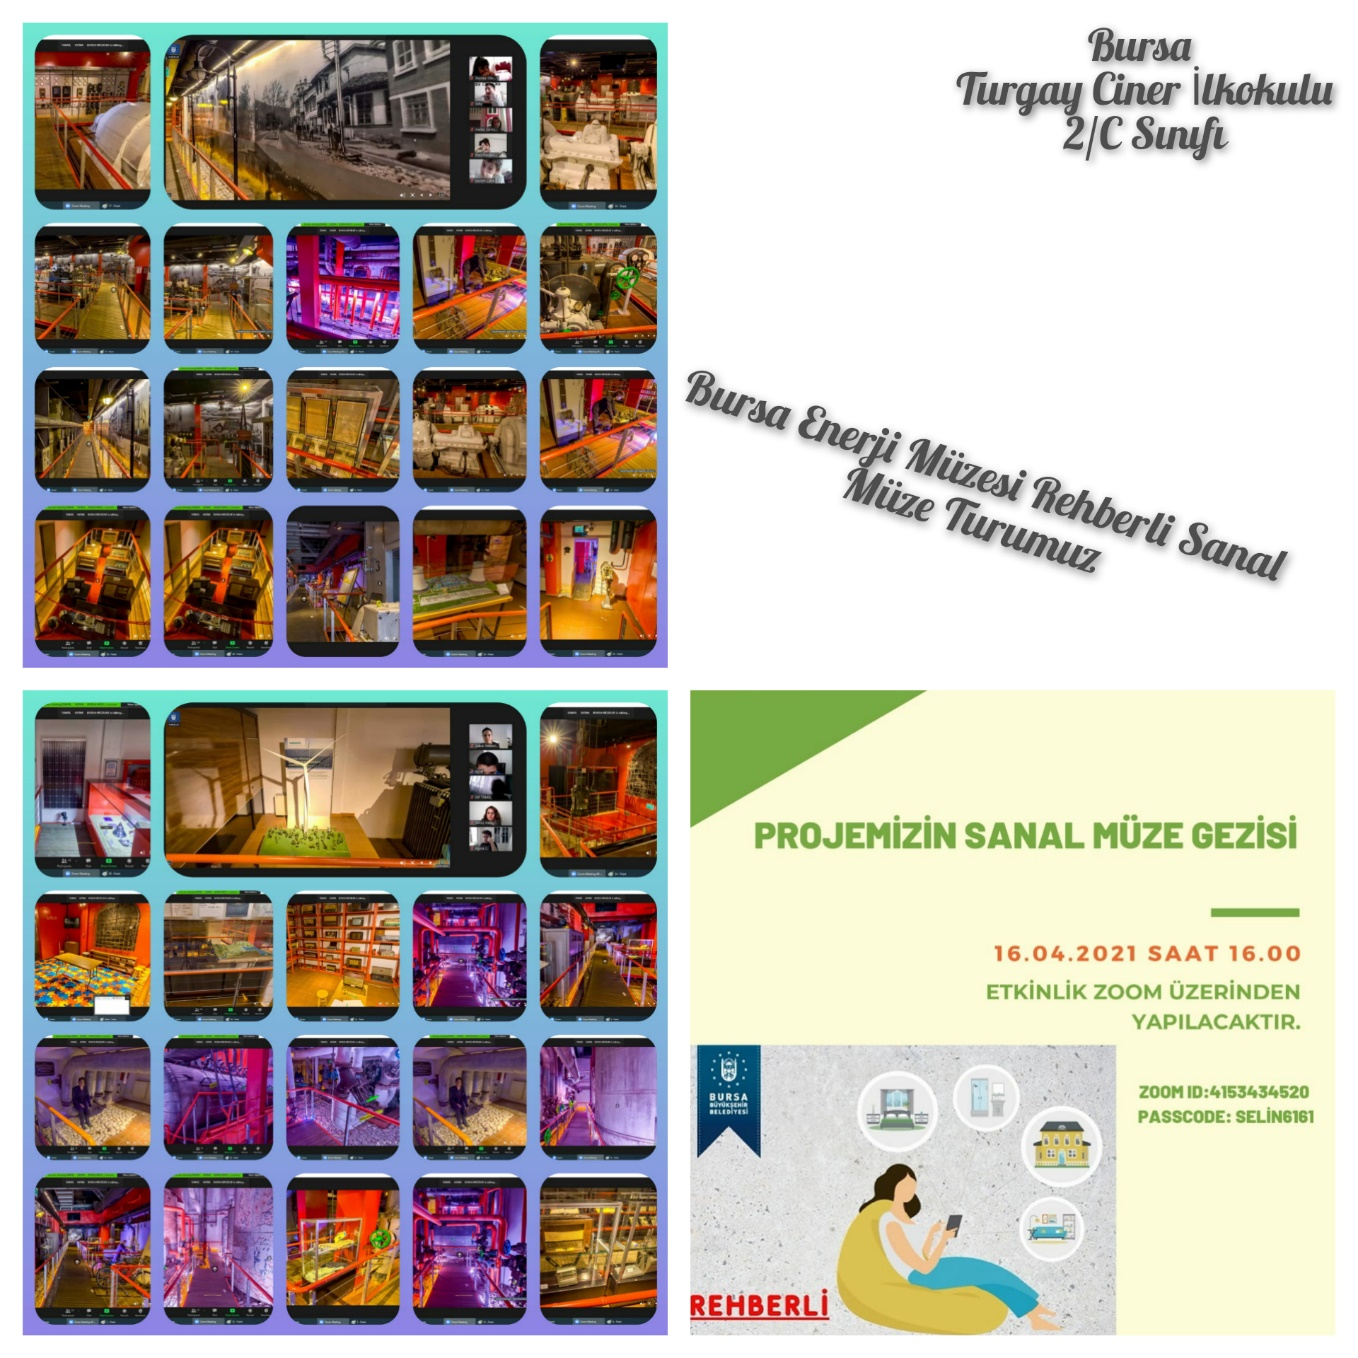 Bursa
Turgay Ciner İlkokulu
2/C Sınıfı
Bursa Enerji Müzesi Rehberli Sanal
Müze Turumuz
PROJEMİZİN SANAL MÜZE GEZİSİ
16.04.2021 SAAT 16.00
ETKİNLİK ZOOM ÜZERİNDEN
YAPILACAKTIR.
ZOOM ID:4153434520
PASSCODE: SELİN6161
BURSA
BÜYÜKŞEHİR
BELEDİYESİ
REHBERLİ